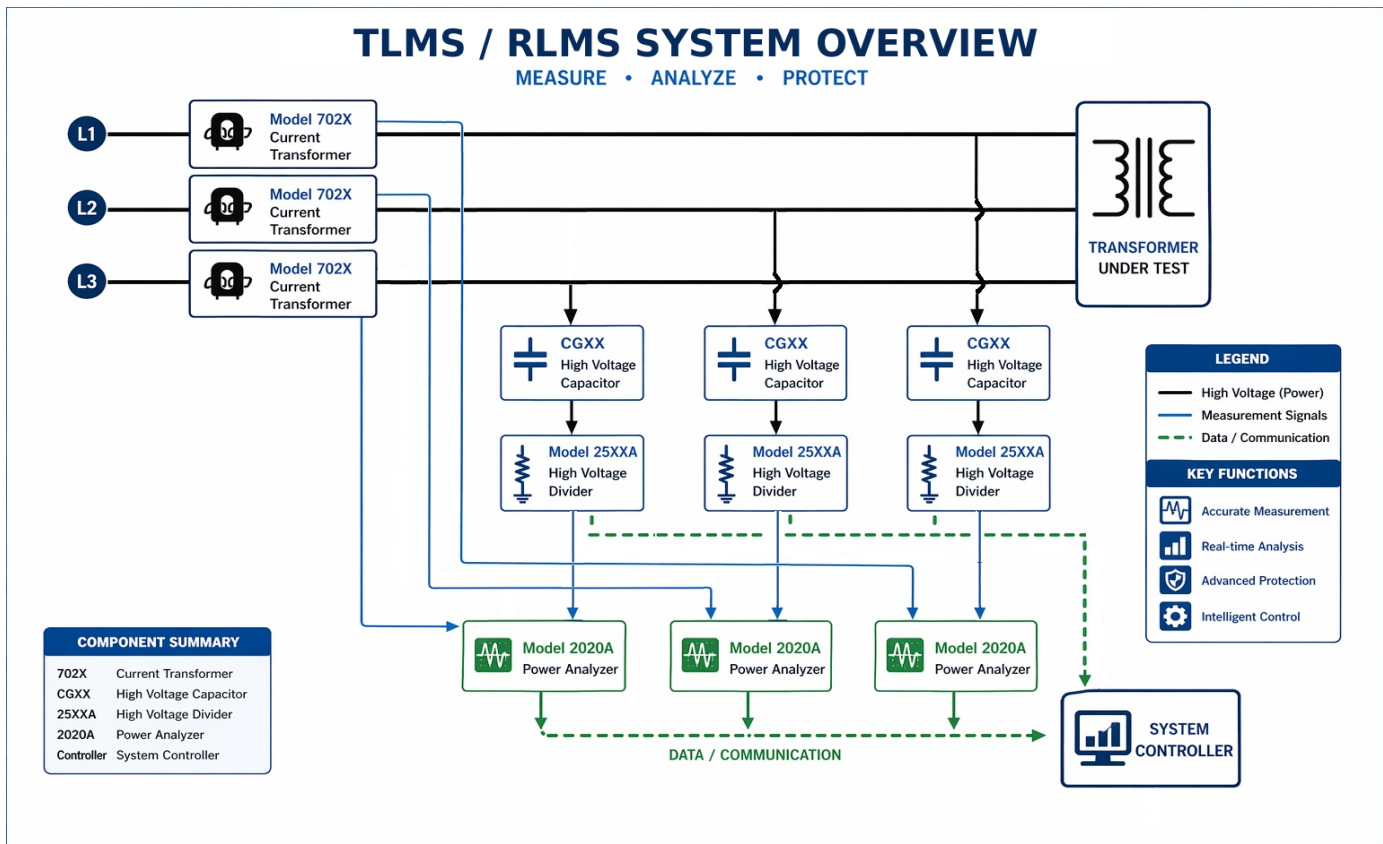 TLMS / RLMS SYSTEM OVERVIEW
MEASURE • ANALYZE • PROTECT
L1
Model 702X
Current
Transformer
L2
Model 702X
Current
Transformer
L3
Model 702X
Current
Transformer
TRANSFORMER
UNDER TEST
CGXX
High Voltage
Capacitor
CGXX
High Voltage
Capacitor
CGXX
High Voltage
Capacitor
Model 25XXA
High Voltage
Divider
Model 25XXA
High Voltage
Divider
Model 25XXA
High Voltage
Divider
LEGEND
High Voltage (Power)
Measurement Signals
Data / Communication
KEY FUNCTIONS
Accurate Measurement
Real-time Analysis
Advanced Protection
Intelligent Control
Model 2020A
Power Analyzer
Model 2020A
Power Analyzer
Model 2020A
Power Analyzer
DATA / COMMUNICATION
SYSTEM
CONTROLLER
COMPONENT SUMMARY
702X Current Transformer
CGXX High Voltage Capacitor
25XXA High Voltage Divider
2020A Power Analyzer
Controller System Controller